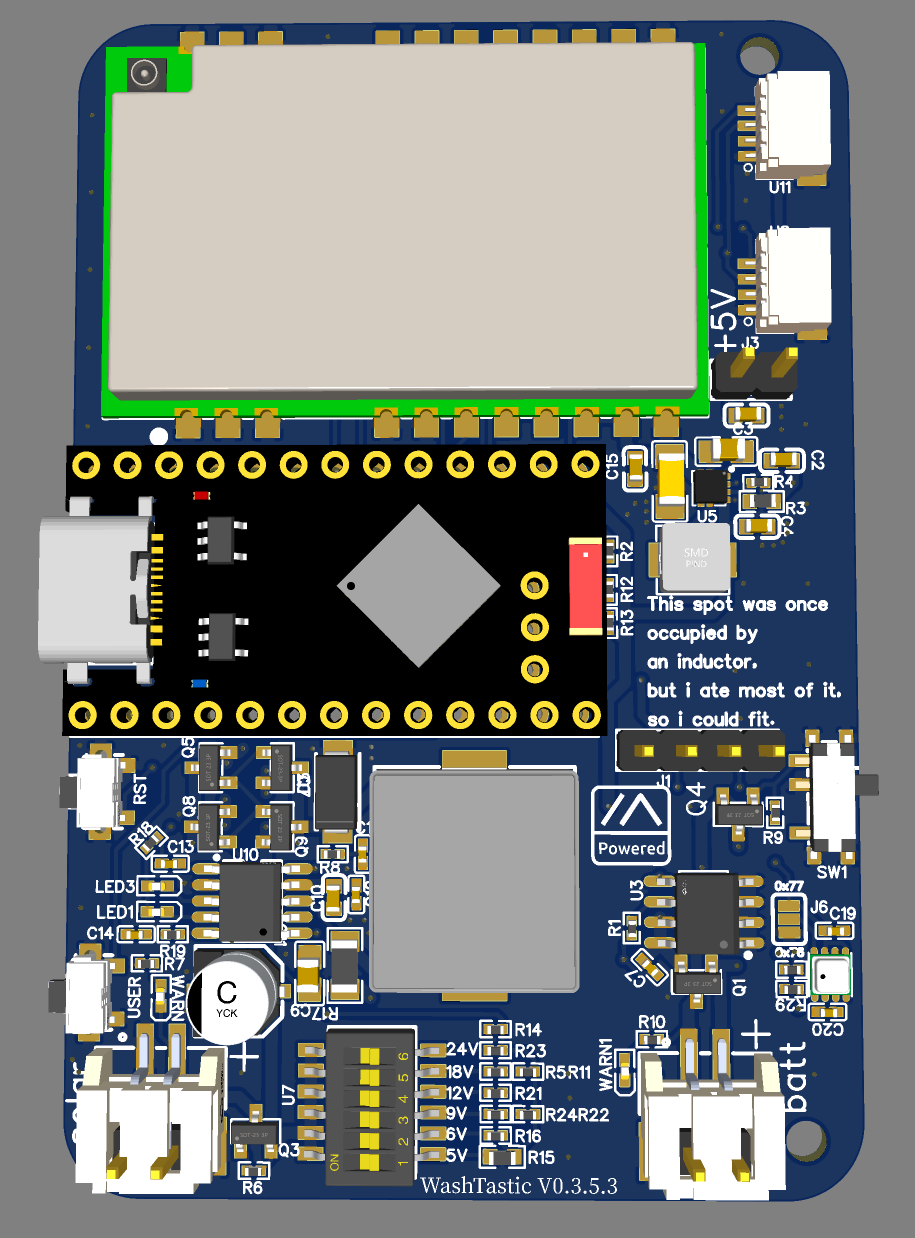 U11
+5V
J3
C3
C15
C2
R4
U5
R3
C4
SMD
IND
R2
R12
R13
This spot was once
occupied by
an inductor.
but i ate most of it.
so i could fit.
J1
Q5
RST
Q4
Q8
R9
R18
Q9
C13
U10
R8
Powered
SW1
LED3
U3
0x77
LED1
C10
J6
C14
R1
C19
R19
R7
USER
WARN
C
YCK
R17
C9
Q1
R29
C20
R14
R10
24V
R23
WARN1
18V
R5
R11
batt
U7
12V
R21
9V
R24
R22
6V
R16
5V
R15
Q3
R6
ON
1 2 3 4 5 6
WashTastic V0.3.5.3